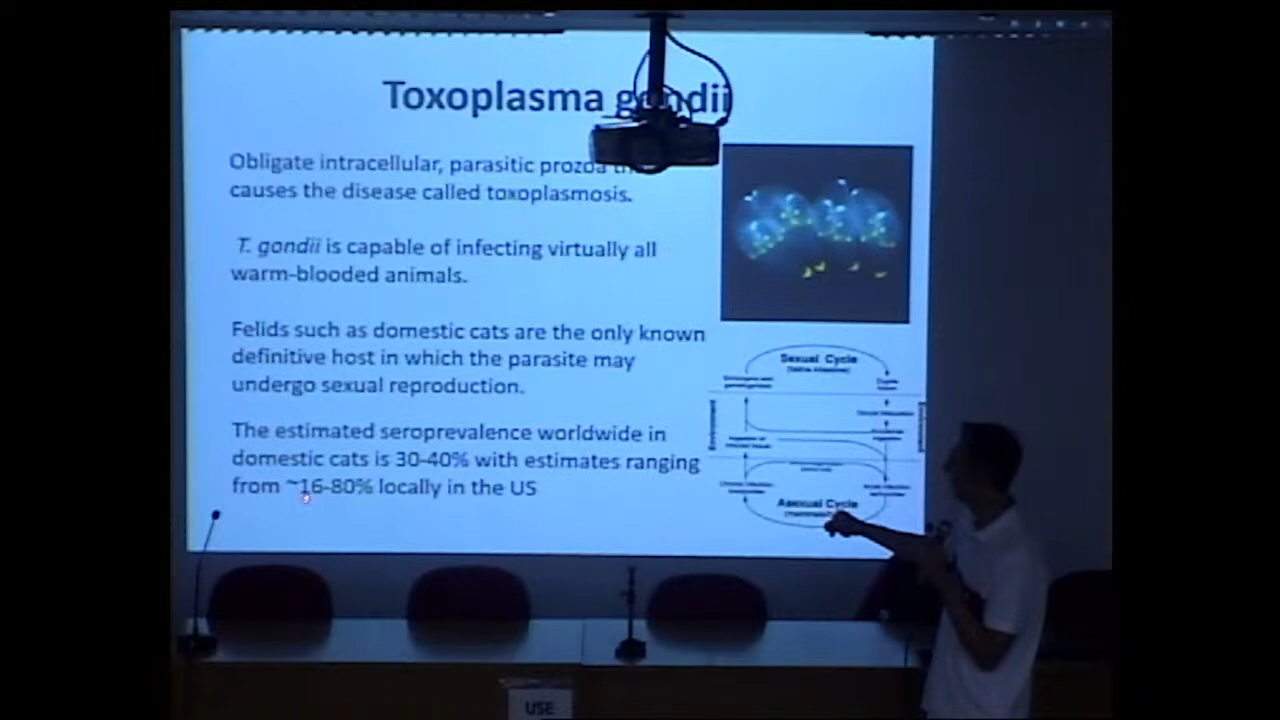 Toxoplasma gondii
Obligate intracellular, parasitic prozoa
causes the disease called toxoplasmosis.
T. gondii is capable of infecting virtually all
warm-blooded animals.
Felids such as domestic cats are the only known
definitive host in which the parasite may
undergo sexual reproduction.
The estimated seroprevalence worldwide in
domestic cats is 30-40% with estimates ranging
from ~16-80% locally in the US
Sexual Cycle
Environment
Asexual Cycle
USE